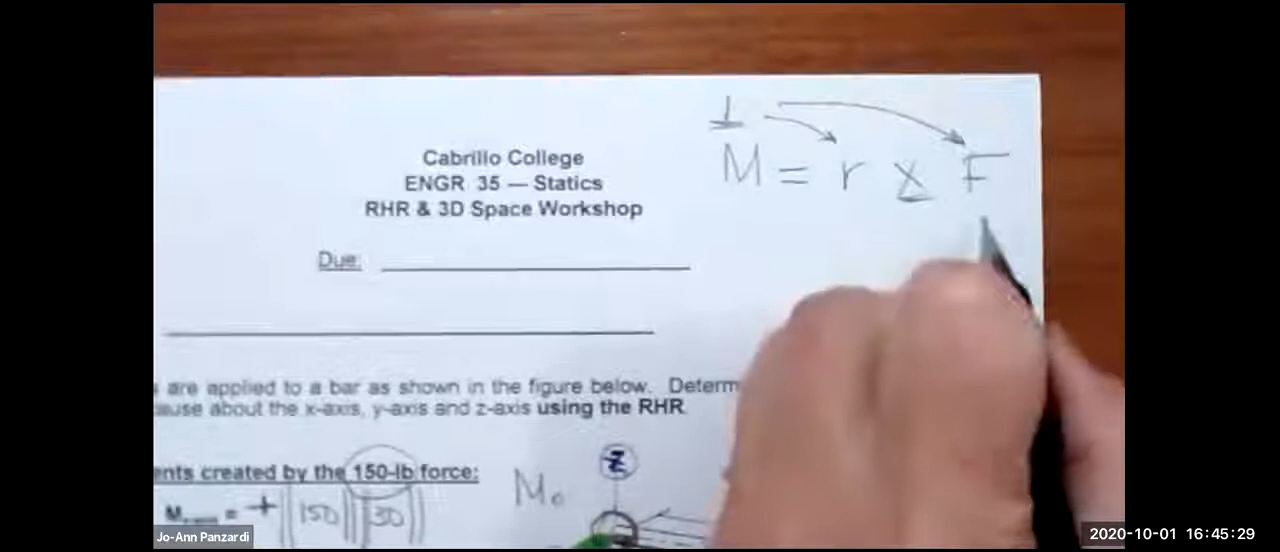 ⊥
M = r x F
Cabrillo College
ENGR 35 — Statics
RHR & 3D Space Workshop
Due:
are applied to a bar as shown in the figure below. Determ
ause about the x-axis, y-axis and z-axis using the RHR
ents created by the 150-lb force:
M = + 150 30
Mo
Z
Jo-Ann Panzardi
2020-10-01 16:45:29